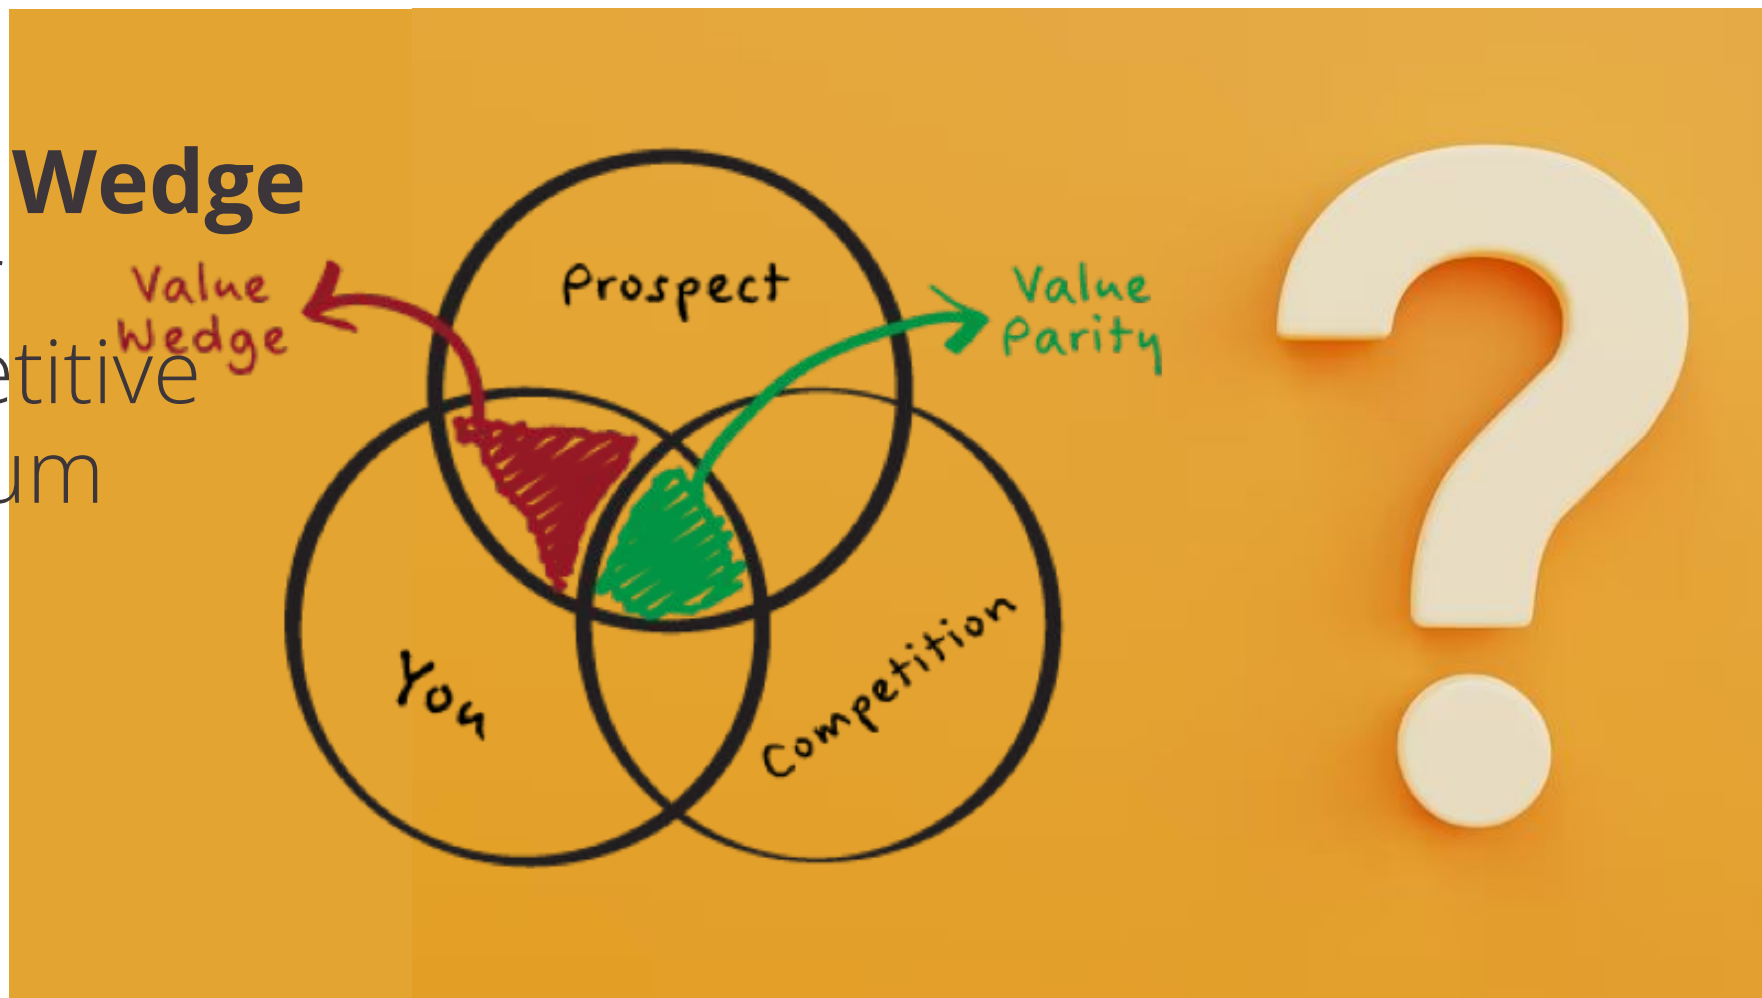 Wedge
etitive
um
Value
Wedge
Prospect
Value
Parity
You
Competition